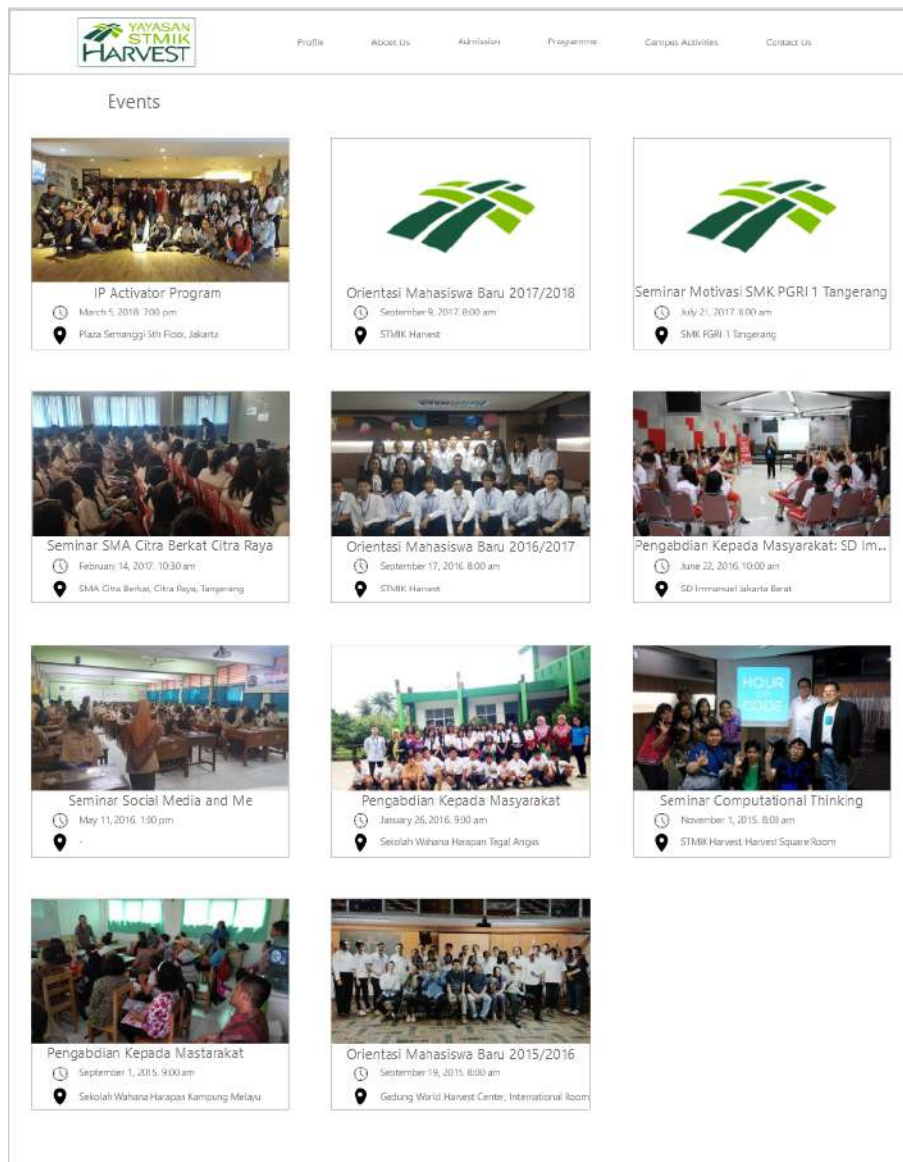 YAYASAN
STMIK
HARVEST
Profile About Us Admission Programme Campus Activities Contact Us
Events
IP Activator Program
March 5, 2018. 7:00 pm
Plaza Semanggi 5th Floor, Jakarta
Orientasi Mahasiswa Baru 2017/2018
September 9, 2017. 8:00 am
STMIK Harvest
Seminar Motivasi SMK PGRI 1 Tangerang
July 21, 2017. 8:00 am
SMK PGRI 1 Tangerang
Seminar SMA Citra Berkat Citra Raya
February 14, 2017. 10:30 am
SMA Citra Berkat, Citra Raya, Tangerang
Orientasi Mahasiswa Baru 2016/2017
September 17, 2016. 8:00 am
STMIK Harvest
Pengabdian Kepada Masyarakat: SD Im...
June 22, 2016. 10:00 am
SD Immanuel Jakarta Barat
Seminar Social Media and Me
May 11, 2016. 1:00 pm
-
Pengabdian Kepada Masyarakat
January 26, 2016. 9:00 am
Sekolah Wahana Harapan Tegal Angus
HOUR
OF
CODE
Seminar Computational Thinking
November 1, 2015. 8:00 am
STMIK Harvest, Harvest Square Room
Pengabdian Kepada Mastarakat
September 1, 2015. 9:00 am
Sekolah Wahana Harapas Kampung Melayu
Orientasi Mahasiswa Baru 2015/2016
September 19, 2015. 8:00 am
Gedung World Harvest Center, International Room